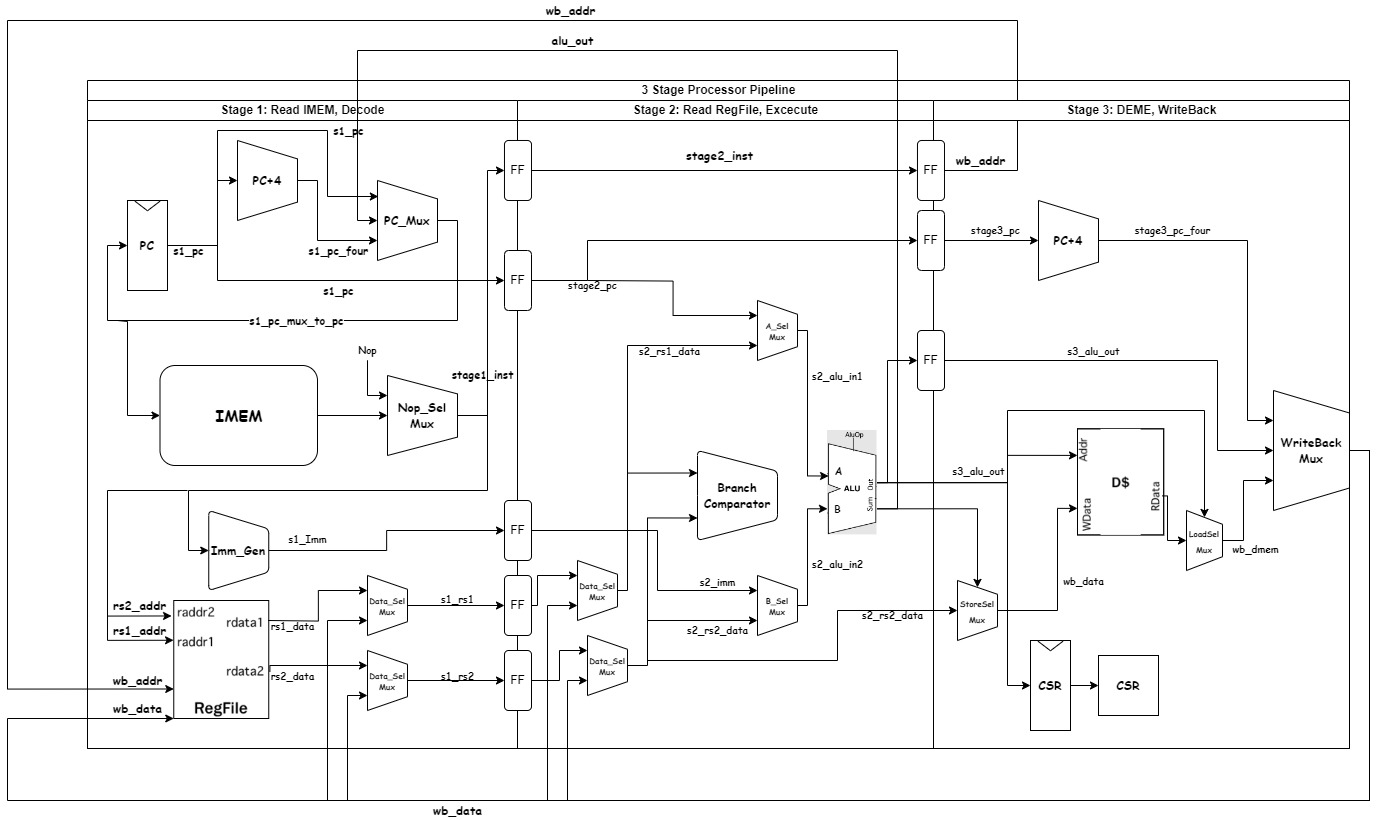 wb_addr
alu_out
3 Stage Processor Pipeline
Stage 1: Read IMEM, Decode
Stage 2: Read RegFile, Excecute
Stage 3: DEME, WriteBack
s1_pc
PC+4
PC_Mux
PC
s1_pc
s1_pc_four
s1_pc
s1_pc_mux_to_pc
Nop
stage1_inst
IMEM
Nop_Sel
Mux
Imm_Gen
s1_Imm
rs2_addr
rs1_addr
wb_addr
wb_data
raddr2
raddr1
rdata1
rdata2
RegFile
rs1_data
rs2_data
Data_Sel
Mux
Data_Sel
Mux
s1_rs1
s1_rs2
FF
FF
FF
FF
FF
stage2_inst
stage2_pc
A_Sel
Mux
s2_rs1_data
s2_alu_in1
Branch
Comparator
AluOp
A
ALU
B
Out
Sum
s2_alu_in2
s2_imm
B_Sel
Mux
s2_rs2_data
Data_Sel
Mux
Data_Sel
Mux
s2_rs2_data
FF
FF
FF
wb_addr
stage3_pc
PC+4
stage3_pc_four
s3_alu_out
s3_alu_out
Addr
D$
WData
RData
WriteBack
Mux
LoadSel
Mux
wb_dmem
wb_data
StoreSel
Mux
CSR
CSR
wb_data